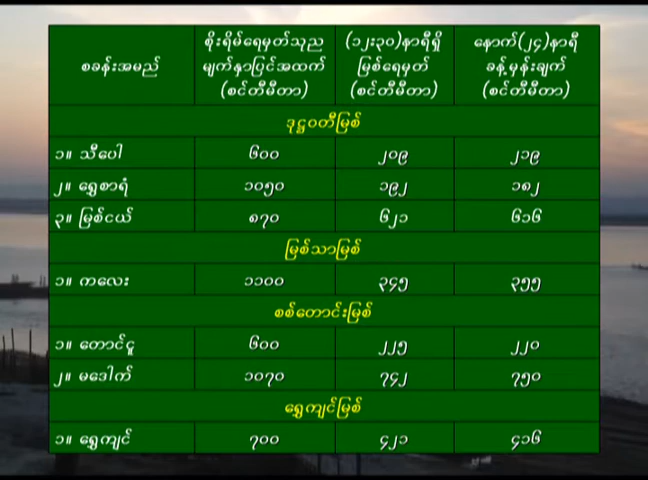 စခန်းအမည်
စိုးရိမ်ရေမှတ်သုည
မျက်နှာပြင်အထက်
(စင်တီမီတာ)
(၁၂း၃၀)နာရီရှိ
မြစ်ရေမှတ်
(စင်တီမီတာ)
နောက်(၂၄)နာရီ
ခန့်မှန်းချက်
(စင်တီမီတာ)
ဒုဋ္ဌဝတီမြစ်
၁။ သီပေါ ၆၀၀ ၂၀၉ ၂၁၉
၂။ ရွှေစာရံ ၁၀၅၀ ၁၉၂ ၁၈၂
၃။ မြစ်ငယ် ၈၇၀ ၆၂၁ ၆၁၆
မြစ်သာမြစ်
၁။ ကလေး ၁၁၀၀ ၃၄၅ ၃၅၅
စစ်တောင်းမြစ်
၁။ တောင်ငူ ၆၀၀ ၂၂၅ ၂၂၀
၂။ မဒေါက် ၁၀၇၀ ၇၄၂ ၇၅၀
ရွှေကျင်မြစ်
၁။ ရွှေကျင် ၇၀၀ ၄၂၁ ၄၁၆